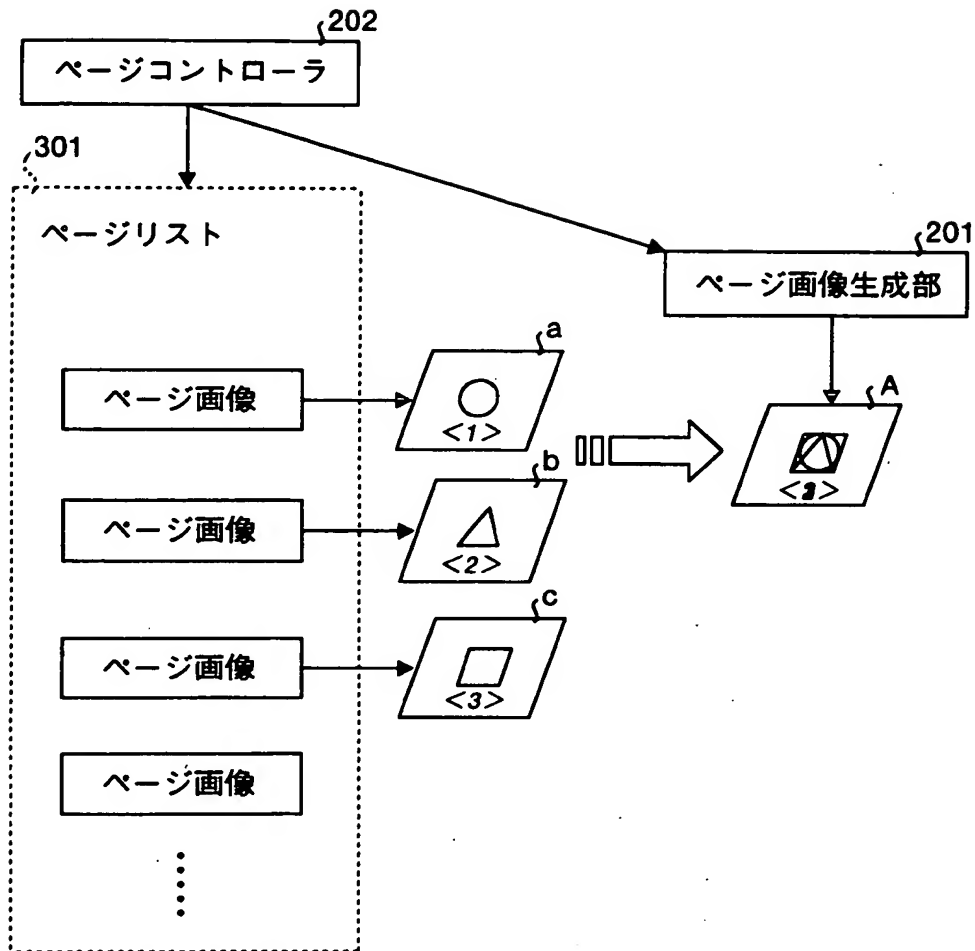 202
ページコントローラ
301
ページリスト
201
ページ画像生成部
a
ページ画像
<1>
A
b
ページ画像
<2>
c
ページ画像
<3>
ページ画像